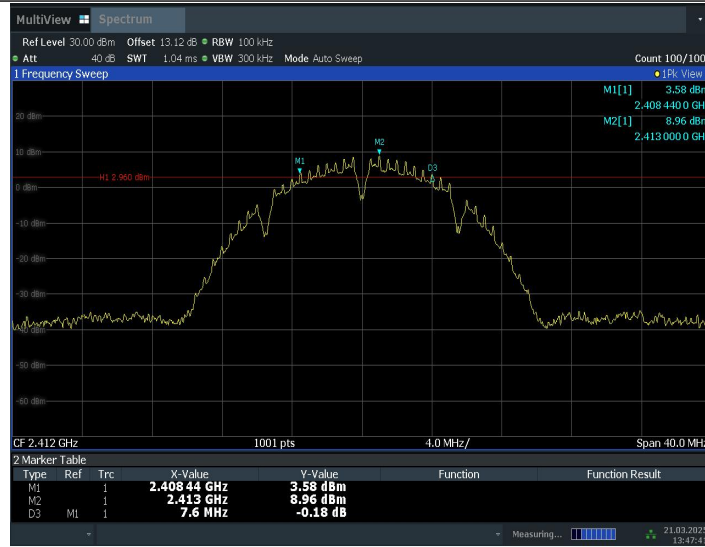 MultiView Spectrum
Ref Level 30.00 dBm Offset 13.12 dB RBW 100 kHz
Att 40 dB SWT 1.04 ms VBW 300 kHz Mode Auto Sweep Count 100/100
1 Frequency Sweep 1Pk View
M1[1] 3.58 dBm
2.408 440 0 GH
20 dBm M2[1] 8.96 dBm
2.413 000 0 GH
M2
10 dBm
M1
D3
H1 2.960 dBm
0 dBm
-10 dBm
-20 dBm
-30 dBm
-40 dBm
-50 dBm
-60 dBm
CF 2.412 GHz 1001 pts 4.0 MHz/ Span 40.0 MHz
2 Marker Table
Type Ref Trc X-Value Y-Value Function Function Result
M1 1 2.408 44 GHz 3.58 dBm
M2 1 2.413 GHz 8.96 dBm
D3 M1 1 7.6 MHz -0.18 dB
Measuring... 21.03.2025
13:47:41